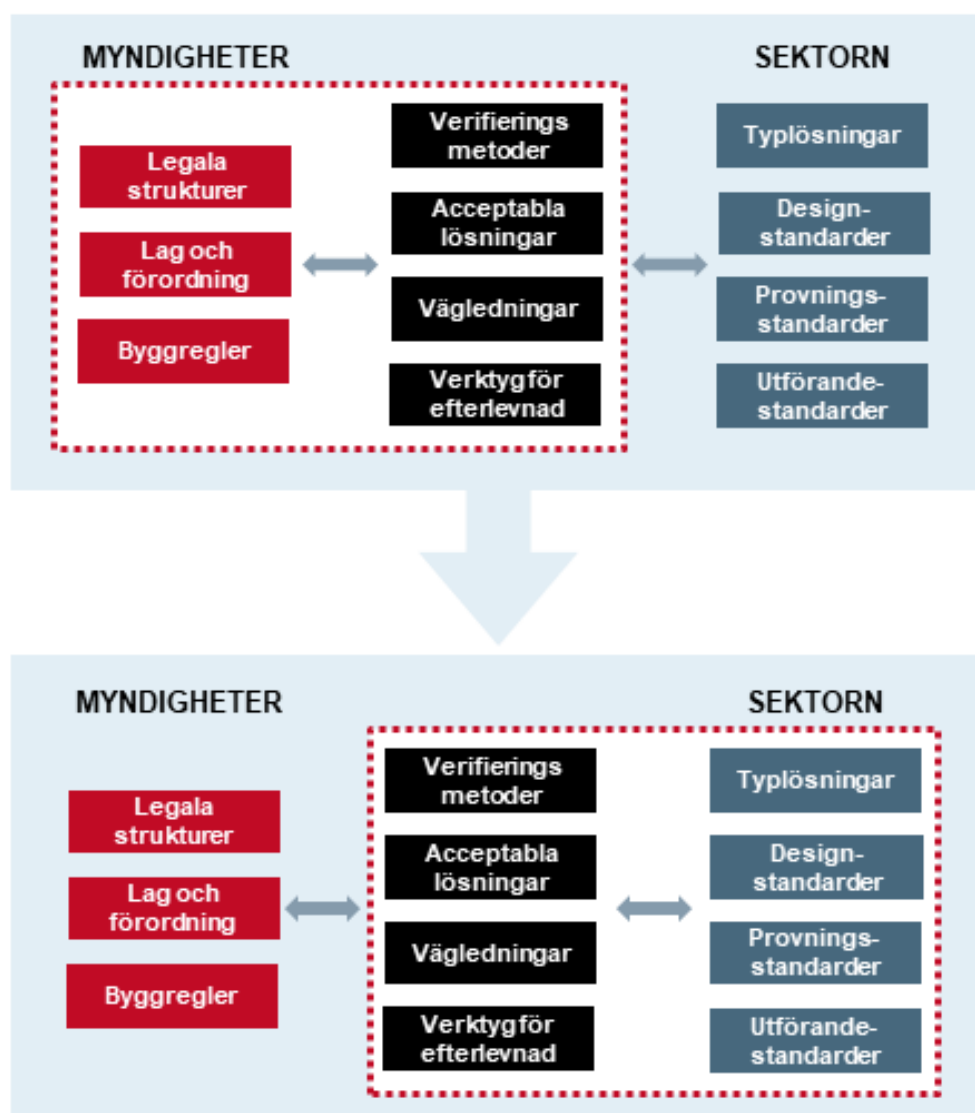 MYNDIGHETER
SEKTORN
Legala
strukturer
Lag och
förordning
Byggregler
Verifierings
metoder
Acceptabla
lösningar
Vägledningar
Verktyg för
efterlevnad
Typlösningar
Design-
standarder
Provnings-
standarder
Utförande-
standarder
MYNDIGHETER
SEKTORN
Legala
strukturer
Lag och
förordning
Byggregler
Verifierings
metoder
Acceptabla
lösningar
Vägledningar
Verktyg för
efterlevnad
Typlösningar
Design-
standarder
Provnings-
standarder
Utförande-
standarder